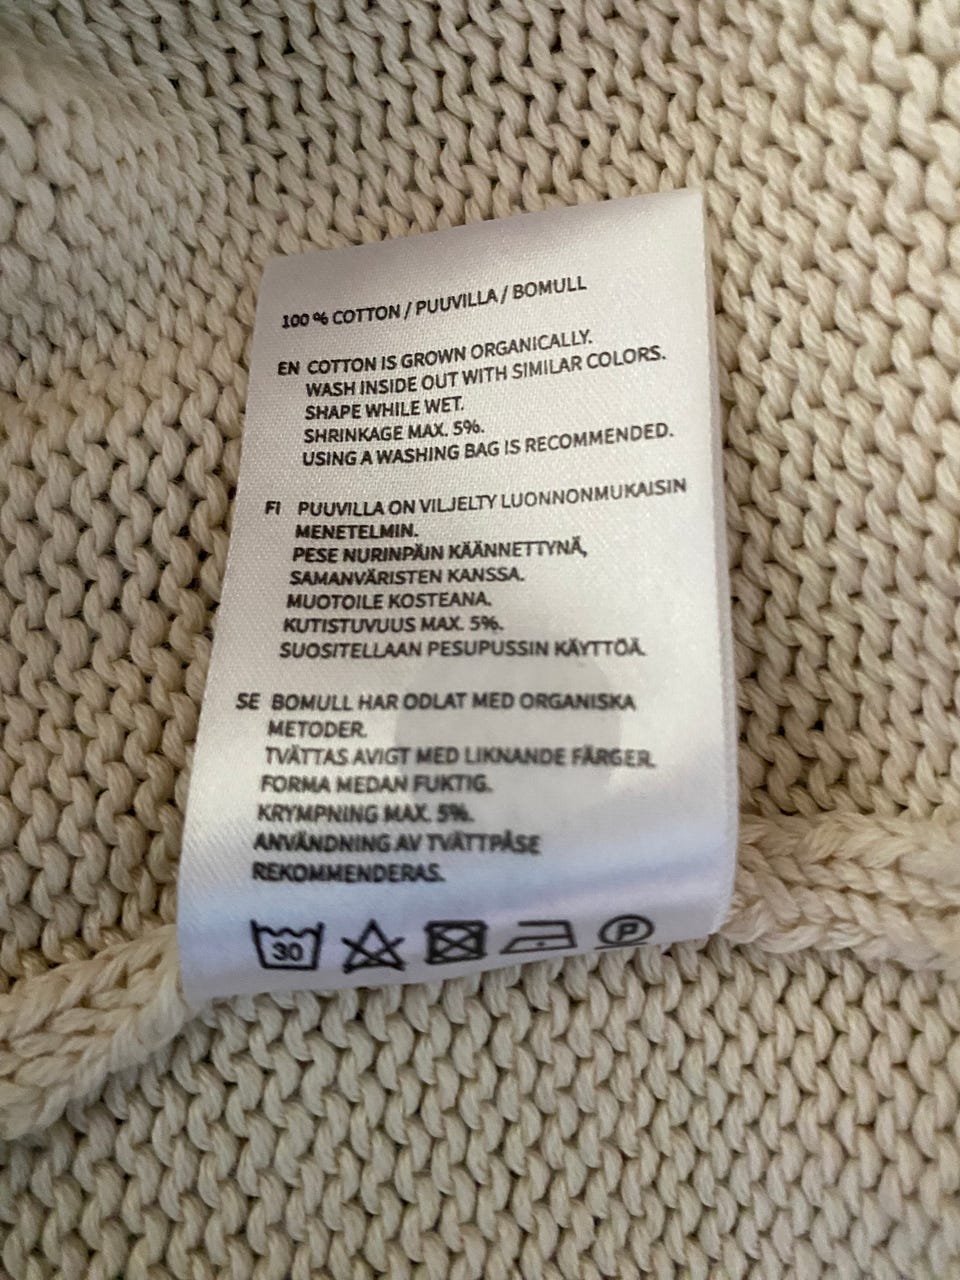 100 % COTTON / PUUVILLA / BOMULL
EN COTTON IS GROWN ORGANICALLY.
WASH INSIDE OUT WITH SIMILAR COLORS.
SHAPE WHILE WET.
SHRINKAGE MAX. 5%.
USING A WASHING BAG IS RECOMMENDED.
FI PUUVILLA ON VILJELTY LUONNONMUKAISIN
MENETELMIN.
PESE NURINPÄIN KÄÄNNETTYNÄ,
SAMANVÄRISTEN KANSSA.
MUOTOILE KOSTEANA.
KUTISTUVUUS MAX. 5%.
SUOSITELLAAN PESUPUSSIN KÄYTTÖÄ.
SE BOMULL HAR ODLAT MED ORGANISKA
METODER.
TVÄTTAS AVIGT MED LIKNANDE FÄRGER.
FORMA MEDAN FUKTIG.
KRYMPNING MAX. 5%.
ANVÄNDNING AV TVÄTTPÅSE
REKOMMENDERAS.
30 P